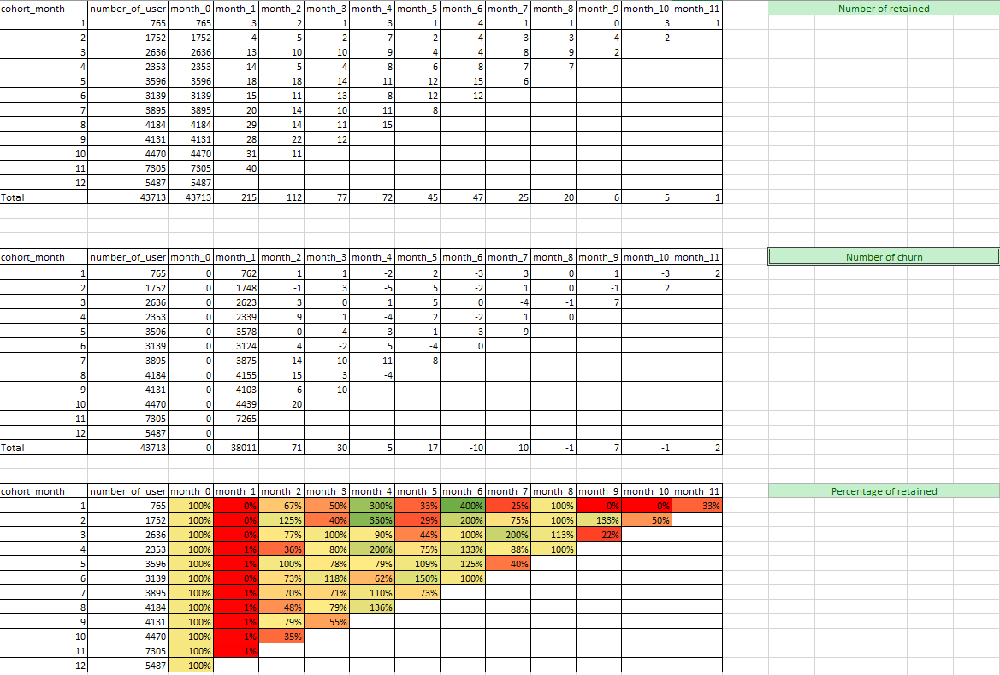 cohort_month number_of_user month_0 month_1 month_2 month_3 month_4 month_5 month_6 month_7 month_8 month_9 month_10 month_11 Number of retained
1 765 765 3 2 1 3 1 4 1 1 0 3 1
2 1752 1752 4 5 2 7 2 4 3 3 4 2
3 2636 2636 13 10 10 9 4 4 8 9 2
4 2353 2353 14 5 4 8 6 8 7 7
5 3596 3596 18 18 14 11 12 15 6
6 3139 3139 15 11 13 8 12 12
7 3895 3895 20 14 10 11 8
8 4184 4184 29 14 11 15
9 4131 4131 28 22 12
10 4470 4470 31 11
11 7305 7305 40
12 5487 5487
Total 43713 43713 215 112 77 72 45 47 25 20 6 5 1
cohort_month number_of_user month_0 month_1 month_2 month_3 month_4 month_5 month_6 month_7 month_8 month_9 month_10 month_11 Number of churn
1 765 0 762 1 1 -2 2 -3 3 0 1 -3 2
2 1752 0 1748 -1 3 -5 5 -2 1 0 -1 2
3 2636 0 2623 3 0 1 5 0 -4 -1 7
4 2353 0 2339 9 1 -4 2 -2 1 0
5 3596 0 3578 0 4 3 -1 -3 9
6 3139 0 3124 4 -2 5 -4 0
7 3895 0 3875 14 10 11 8
8 4184 0 4155 15 3 -4
9 4131 0 4103 6 10
10 4470 0 4439 20
11 7305 0 7265
12 5487 0
Total 43713 0 38011 71 30 5 17 -10 10 -1 7 -1 2
cohort_month number_of_user month_0 month_1 month_2 month_3 month_4 month_5 month_6 month_7 month_8 month_9 month_10 month_11 Percentage of retained
1 765 100% 0% 67% 50% 300% 33% 400% 25% 100% 0% 0% 33%
2 1752 100% 0% 125% 40% 350% 29% 200% 75% 100% 133% 50%
3 2636 100% 0% 77% 100% 90% 44% 100% 200% 113% 22%
4 2353 100% 1% 36% 80% 200% 75% 133% 88% 100%
5 3596 100% 1% 100% 78% 79% 109% 125% 40%
6 3139 100% 0% 73% 118% 62% 150% 100%
7 3895 100% 1% 70% 71% 110% 73%
8 4184 100% 1% 48% 79% 136%
9 4131 100% 1% 79% 55%
10 4470 100% 1% 35%
11 7305 100% 1%
12 5487 100%